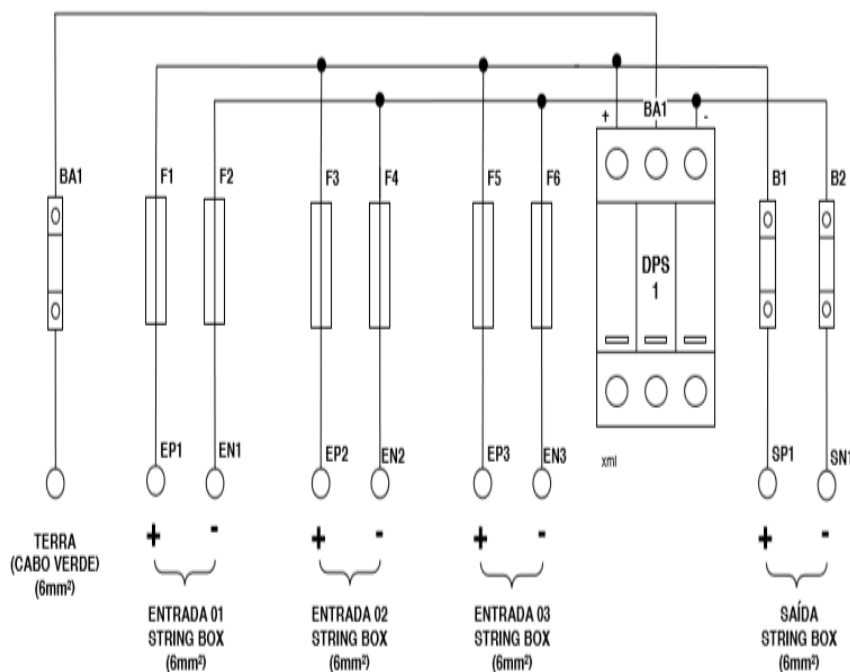 +
BA1
-
BA1
F1
F2
F3
F4
F5
F6
B1
B2
DPS
1
EP1
EN1
EP2
EN2
EP3
EN3
xml
SP1
SN1
+
-
+
-
+
-
+
-
TERRA
(CABO VERDE)
(6mm²)
ENTRADA 01
STRING BOX
(6mm²)
ENTRADA 02
STRING BOX
(6mm²)
ENTRADA 03
STRING BOX
(6mm²)
SAÍDA
STRING BOX
(6mm²)